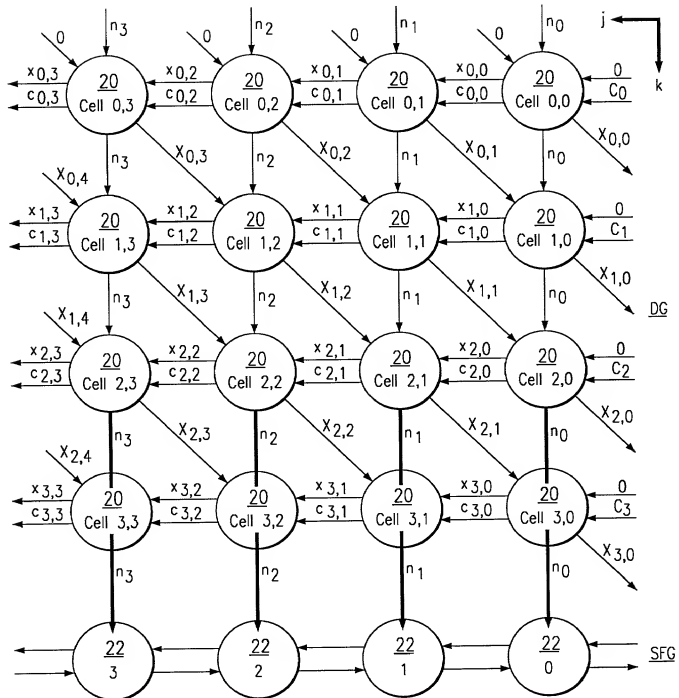 0 n3 0 n2 0 n1 0 n0 j k
x0,3 20 x0,2 20 x0,1 20 x0,0 20 0
c0,3 Cell 0,3 c0,2 Cell 0,2 c0,1 Cell 0,1 c0,0 Cell 0,0 C0
X0,4 n3 X0,3 n2 X0,2 n1 X0,1 n0 X0,0
x1,3 20 x1,2 20 x1,1 20 x1,0 20 0
c1,3 Cell 1,3 c1,2 Cell 1,2 c1,1 Cell 1,1 c1,0 Cell 1,0 C1
X1,4 n3 X1,3 n2 X1,2 n1 X1,1 n0 X1,0 DG
x2,3 20 x2,2 20 x2,1 20 x2,0 20 0
c2,3 Cell 2,3 c2,2 Cell 2,2 c2,1 Cell 2,1 c2,0 Cell 2,0 C2
X2,4 n3 X2,3 n2 X2,2 n1 X2,1 n0 X2,0
x3,3 20 x3,2 20 x3,1 20 x3,0 20 0
c3,3 Cell 3,3 c3,2 Cell 3,2 c3,1 Cell 3,1 c3,0 Cell 3,0 C3
n3 n2 n1 n0 X3,0
22 22 22 22 SFG
3 2 1 0